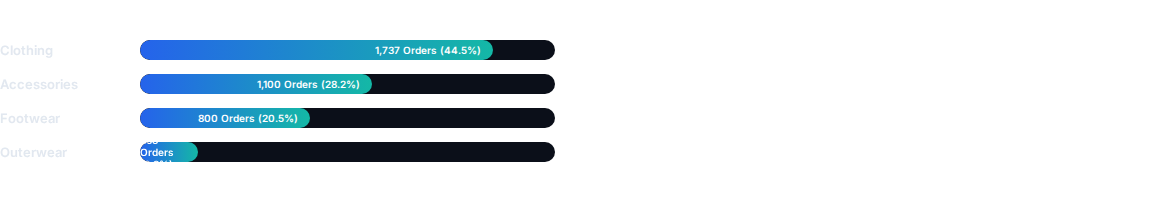 Clothing
1,737 Orders (44.5%)
Accessories
1,100 Orders (28.2%)
Footwear
800 Orders (20.5%)
Outerwear
Orders